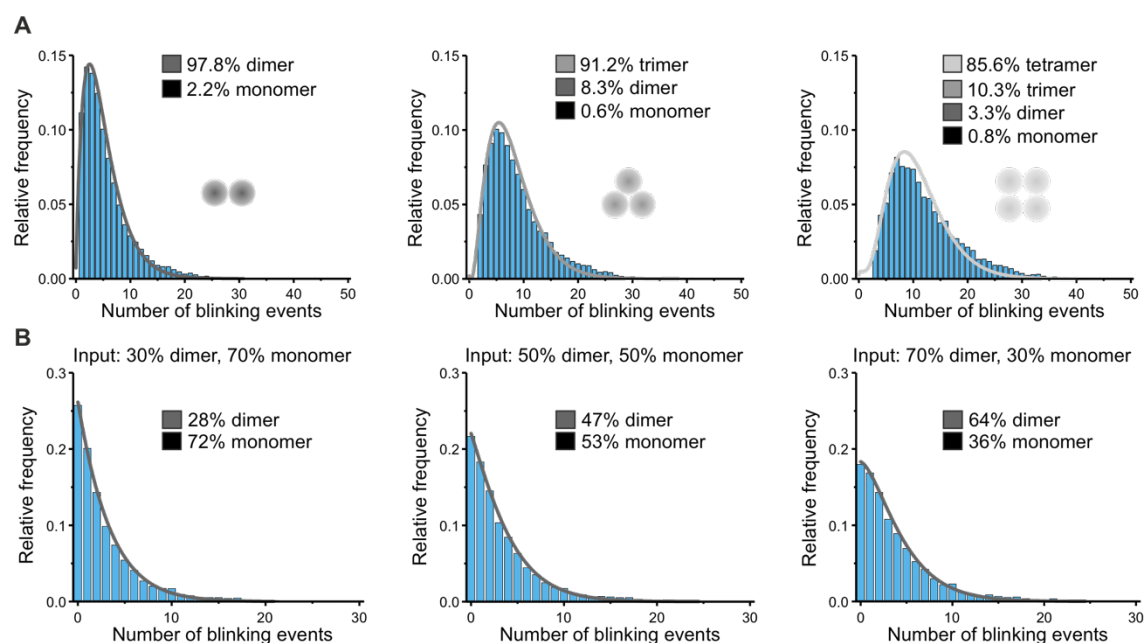 A
Relative frequency
0.15
0.10
0.05
0.00
97.8% dimer
2.2% monomer
0 10 20 30 40 50
Number of blinking events
Relative frequency
0.15
0.10
0.05
0.00
91.2% trimer
8.3% dimer
0.6% monomer
0 10 20 30 40 50
Number of blinking events
Relative frequency
0.15
0.10
0.05
0.00
85.6% tetramer
10.3% trimer
3.3% dimer
0.8% monomer
0 10 20 30 40 50
Number of blinking events
B
Input: 30% dimer, 70% monomer
Relative frequency
0.3
0.2
0.1
0.0
28% dimer
72% monomer
0 10 20 30
Number of blinking events
Input: 50% dimer, 50% monomer
Relative frequency
0.3
0.2
0.1
0.0
47% dimer
53% monomer
0 10 20 30
Number of blinking events
Input: 70% dimer, 30% monomer
Relative frequency
0.3
0.2
0.1
0.0
64% dimer
36% monomer
0 10 20 30
Number of blinking events